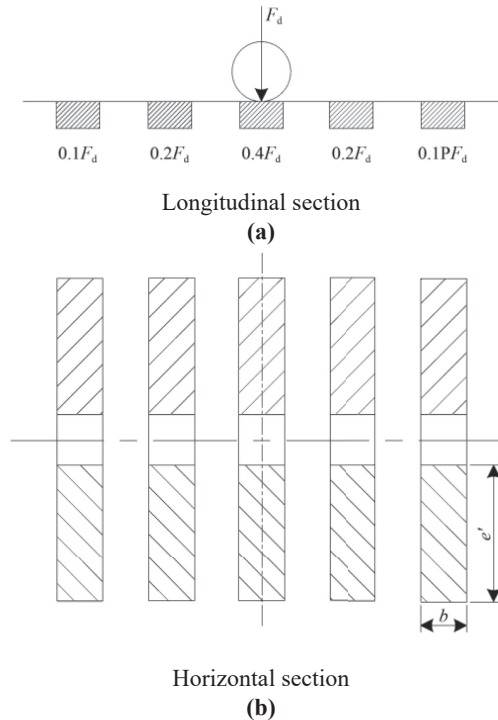 F_d
0.1F_d 0.2F_d 0.4F_d 0.2F_d 0.1PF_d
Longitudinal section
(a)
e'
b
Horizontal section
(b)